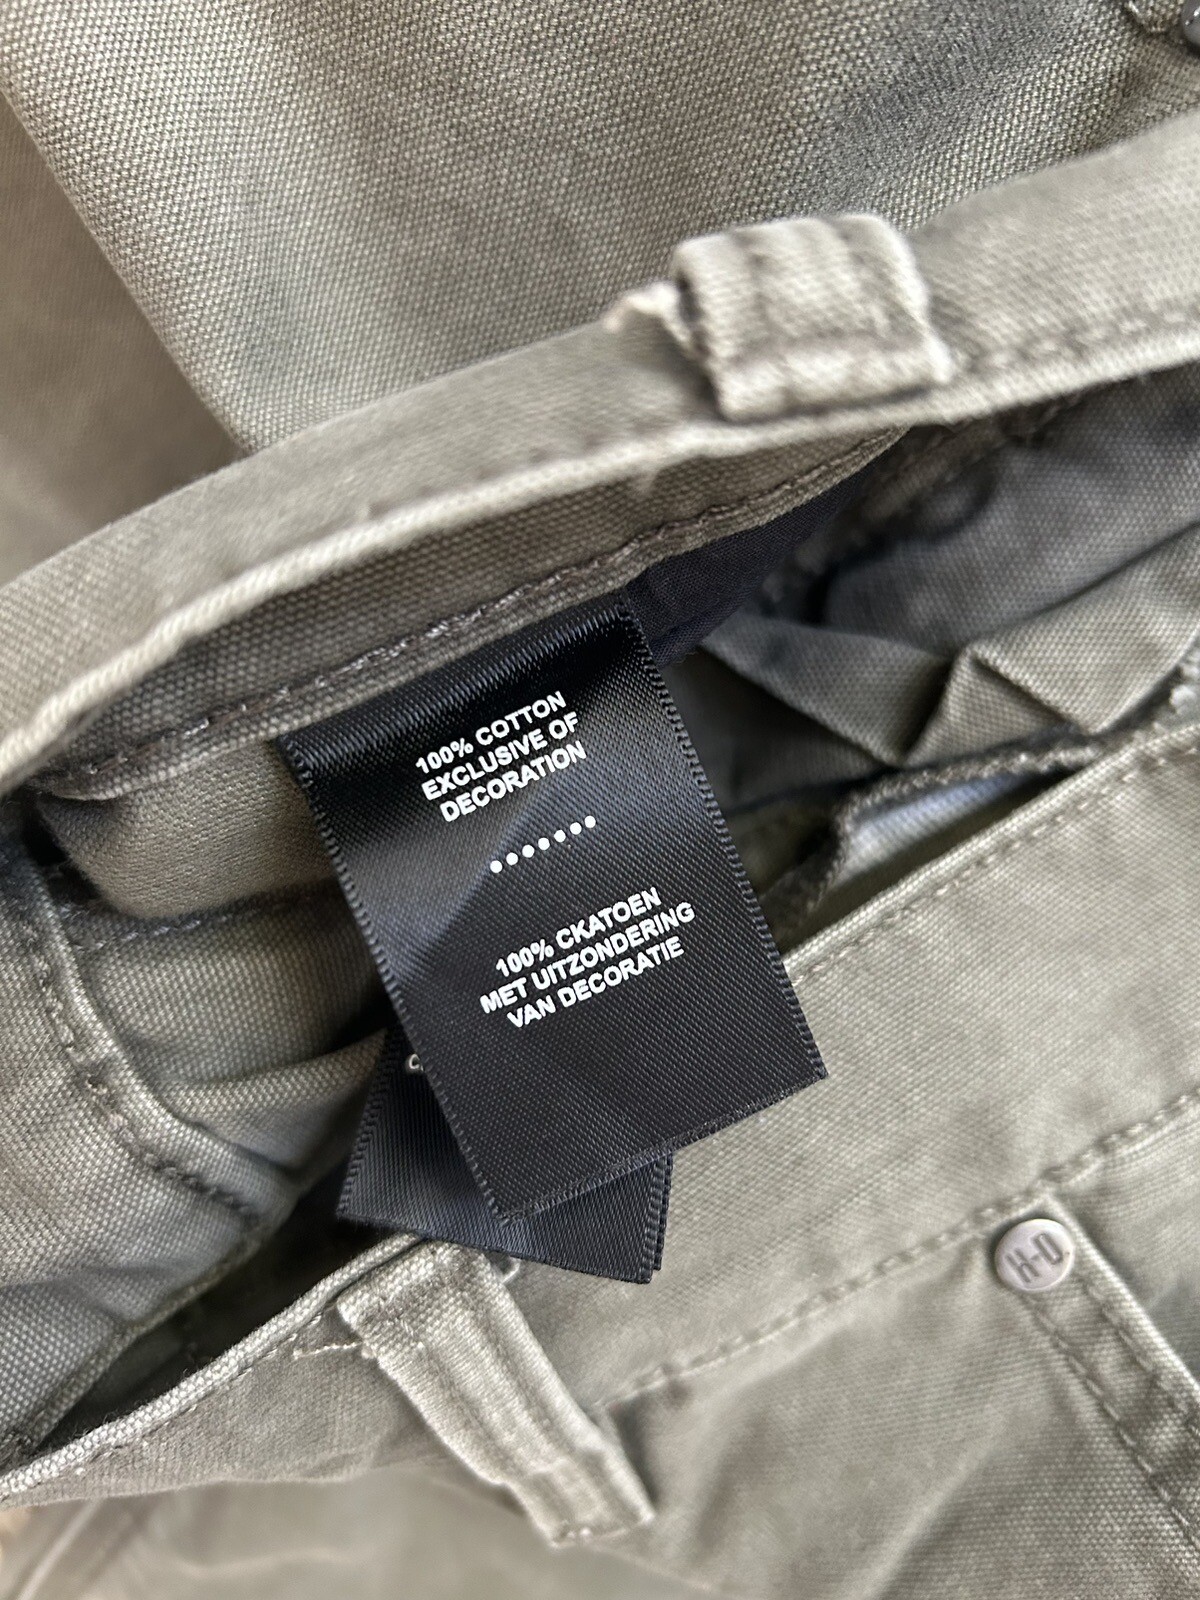 100% COTTON
EXCLUSIVE OF
DECORATION
100% CKATOEN
MET UITZONDERING
VAN DECORATIE
H-D